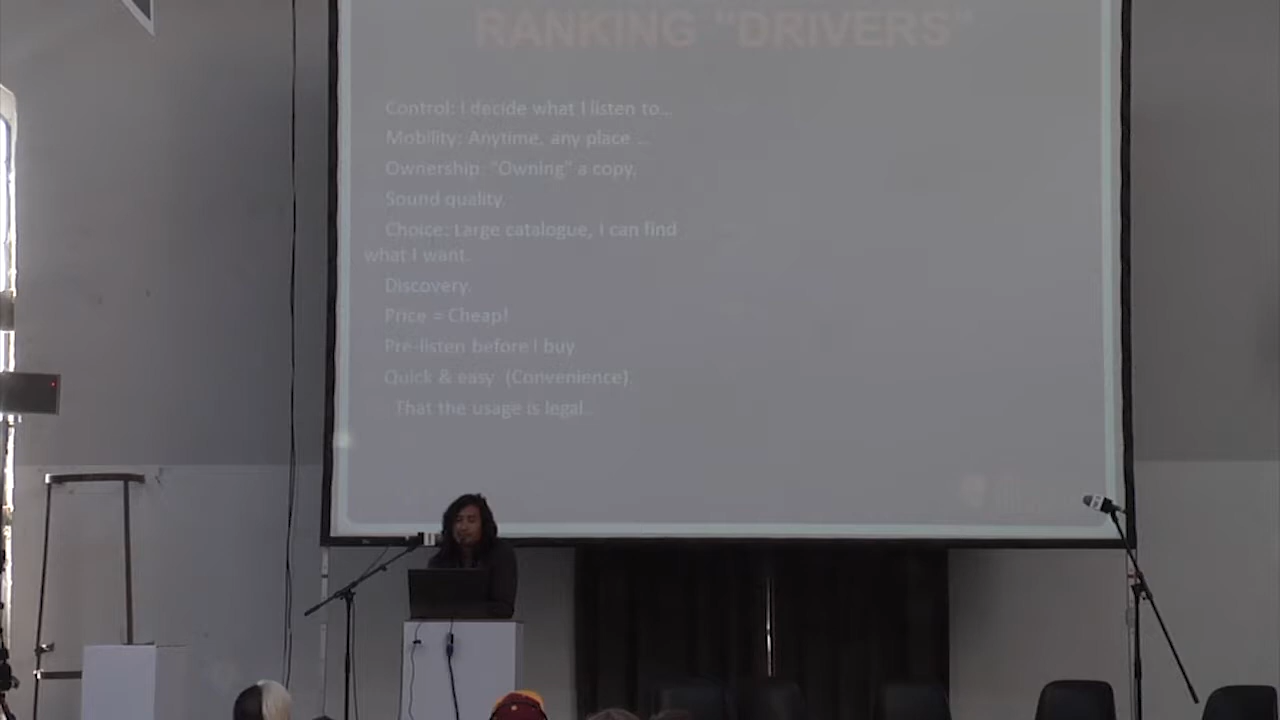 RANKING "DRIVERS"
Control: I decide what I listen to...
Mobility: Anytime, any place ...
Ownership: "Owning" a copy.
Sound quality.
Choice: Large catalogue, I can find
what I want.
Discovery.
Price = Cheap!
Pre-listen before I buy
Quick & easy (Convenience)
That the usage is legal..